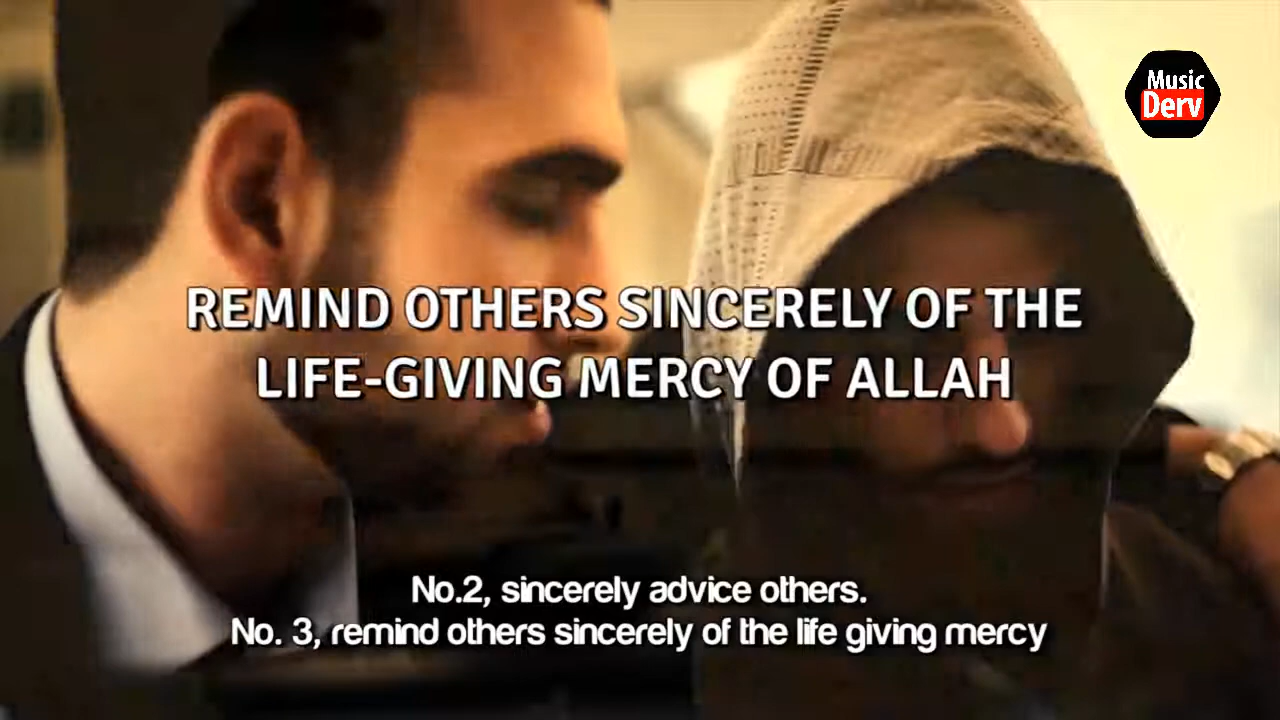 Music
Derv
REMIND OTHERS SINCERELY OF THE
LIFE-GIVING MERCY OF ALLAH
No.2, sincerely advice others.
No. 3, remind others sincerely of the life giving mercy